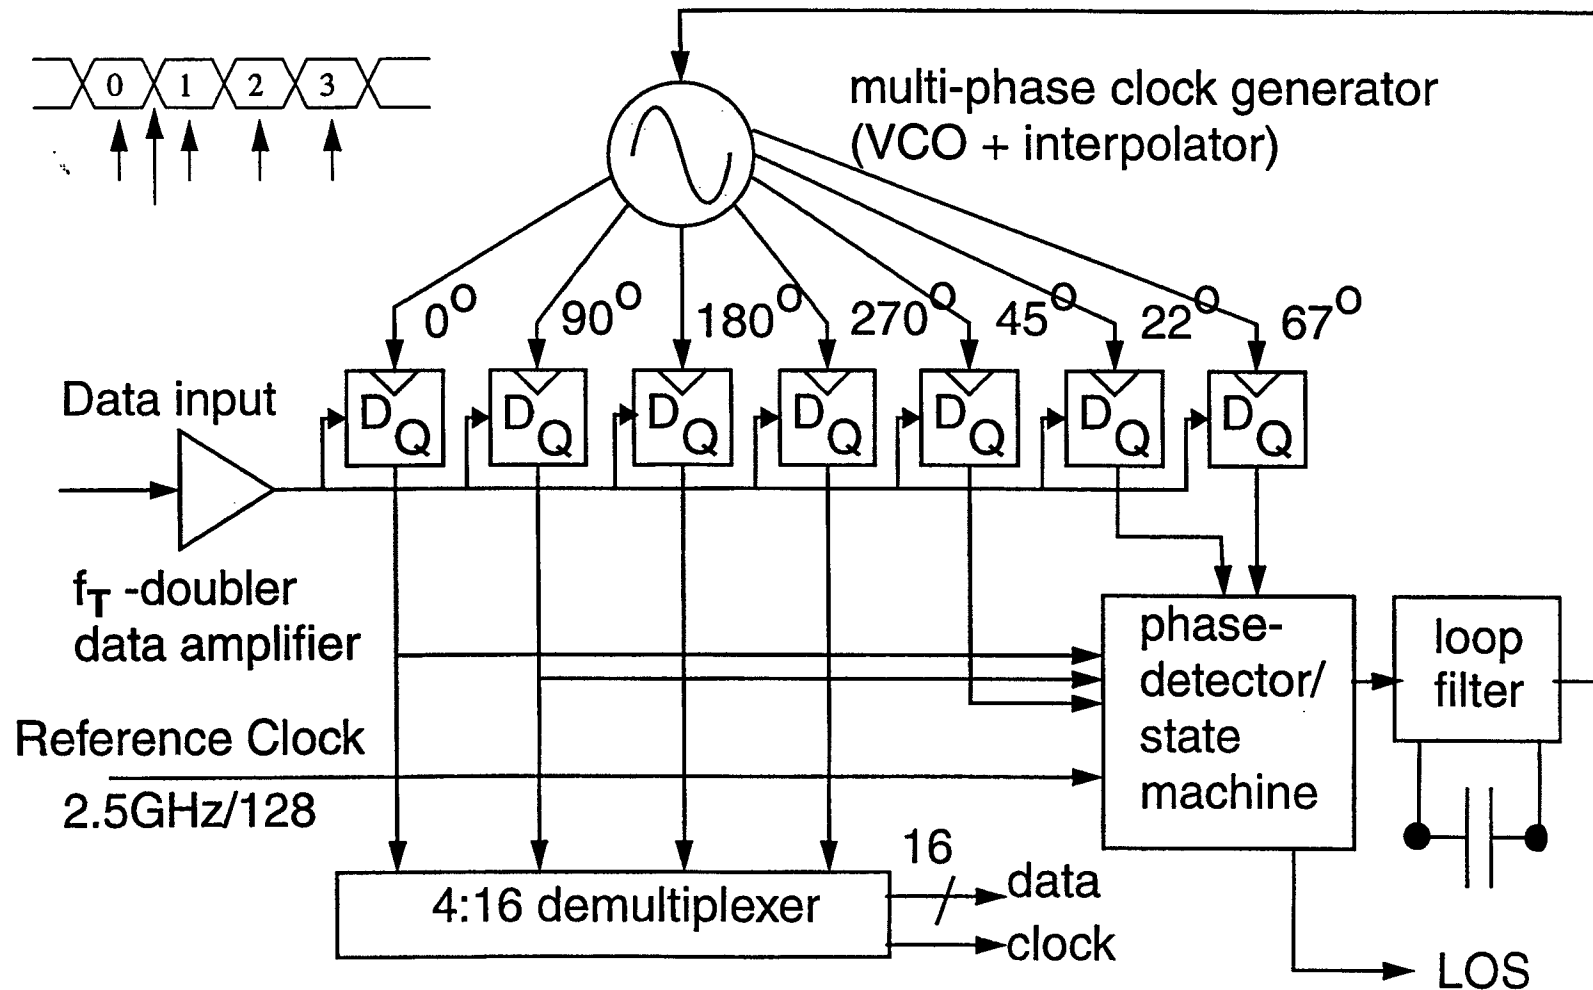 0 1 2 3
multi-phase clock generator
(VCO + interpolator)
0° 90° 180° 270° 45° 22° 67°
Data input
D Q D Q D Q D Q D Q D Q D Q
fT -doubler
data amplifier
phase-
detector/
state
machine
loop
filter
Reference Clock
2.5GHz/128
16
4:16 demultiplexer
data
clock
LOS